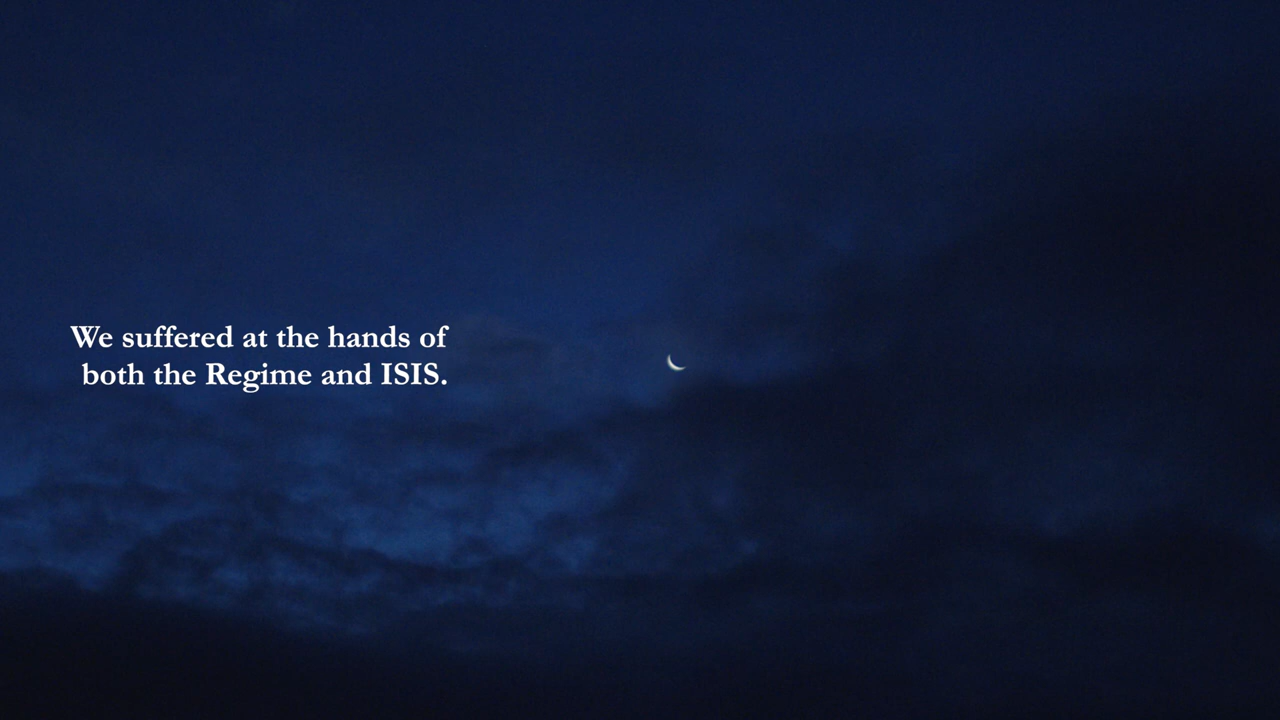 We suffered at the hands of
both the Regime and ISIS.